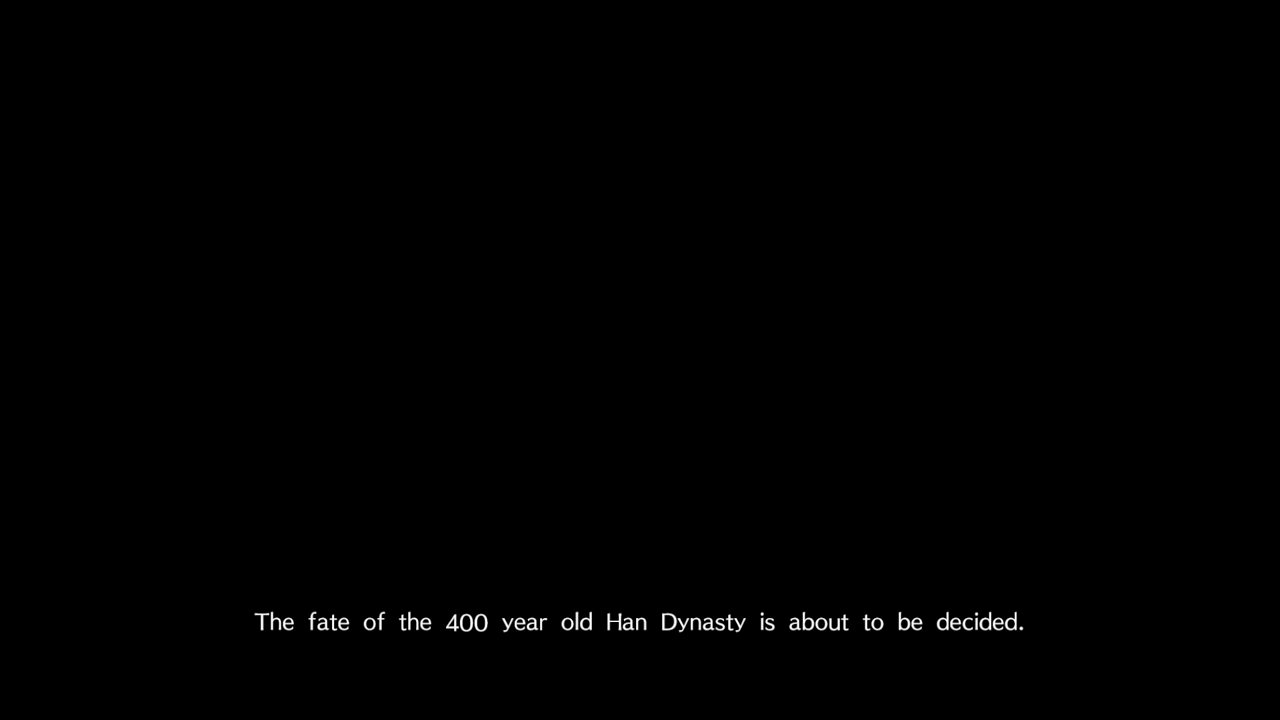 The fate of the 400 year old Han Dynasty is about to be decided.